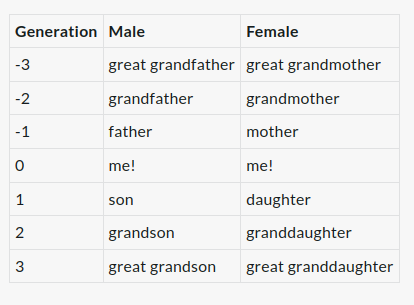 Generation Male Female
-3 great grandfather great grandmother
-2 grandfather grandmother
-1 father mother
0 me! me!
1 son daughter
2 grandson granddaughter
3 great grandson great granddaughter